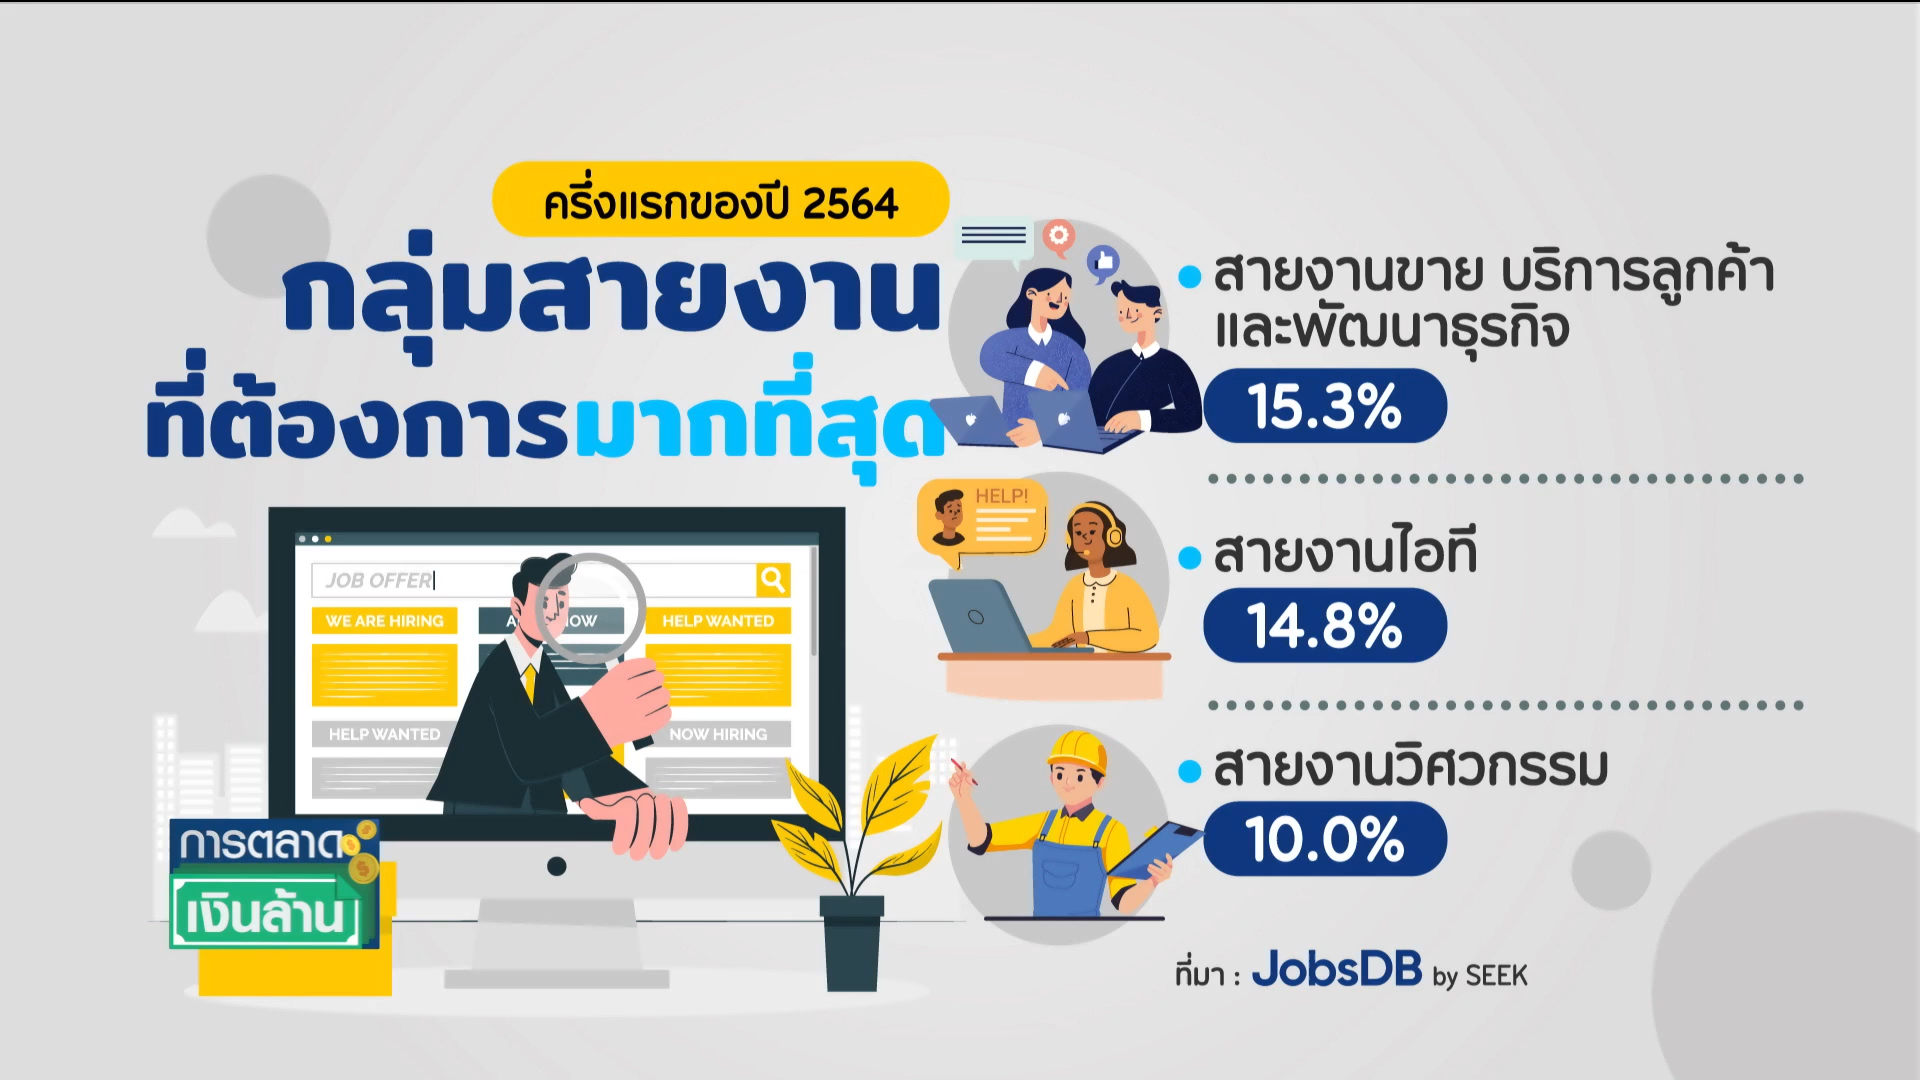 ครึ่งแรกของปี 2564
กลุ่มสายงาน
ที่ต้องการมากที่สุด
JOB OFFER
WE ARE HIRING
HELP WANTED
HELP WANTED
NOW HIRING
การตลาด
เงินล้าน
HELP!
สายงานขาย บริการลูกค้า
และพัฒนาธุรกิจ
15.3%
สายงานไอที
14.8%
สายงานวิศวกรรม
10.0%
ที่มา : JobsDB by SEEK